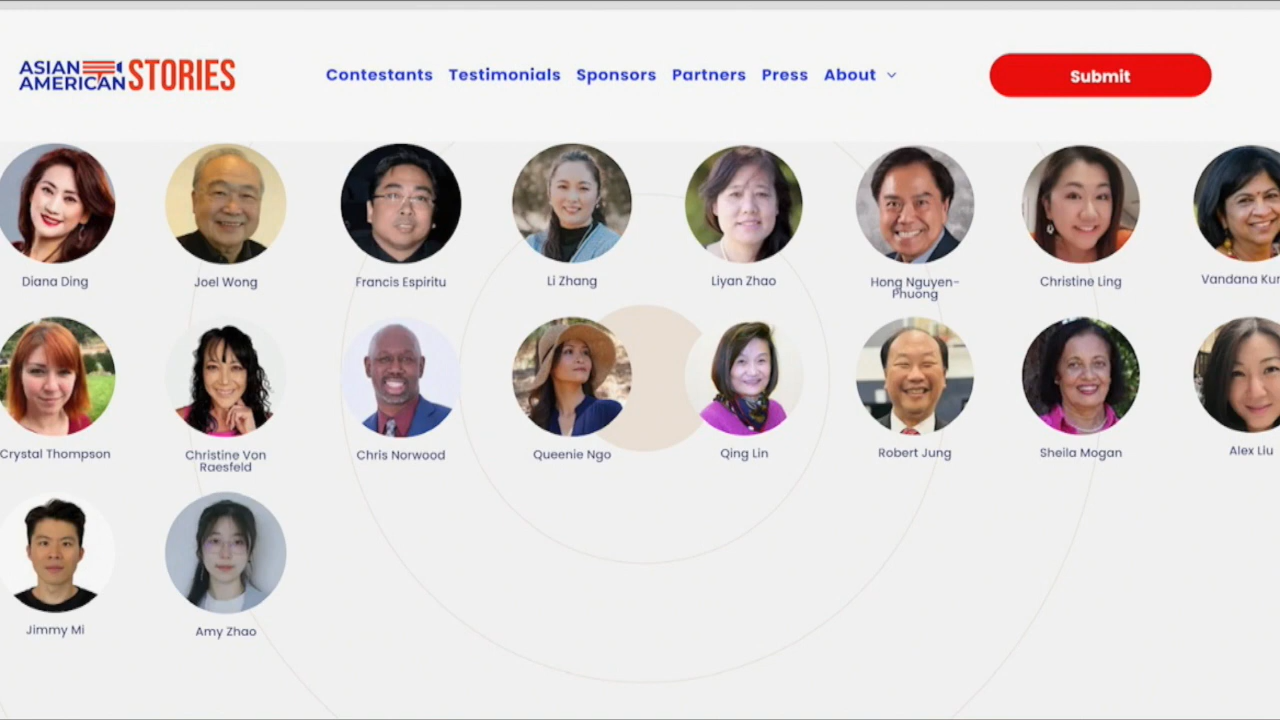 ASIAN
AMERICAN STORIES
Contestants Testimonials Sponsors Partners Press About
Submit
Diana Ding
Joel Wong
Francis Espiritu
Li Zhang
Liyan Zhao
Hong Nguyen-
Phuong
Christine Ling
Vandana Kur
Crystal Thompson
Christine Von
Raesfeld
Chris Norwood
Queenie Ngo
Qing Lin
Robert Jung
Sheila Mogan
Alex Liu
Jimmy Mi
Amy Zhao